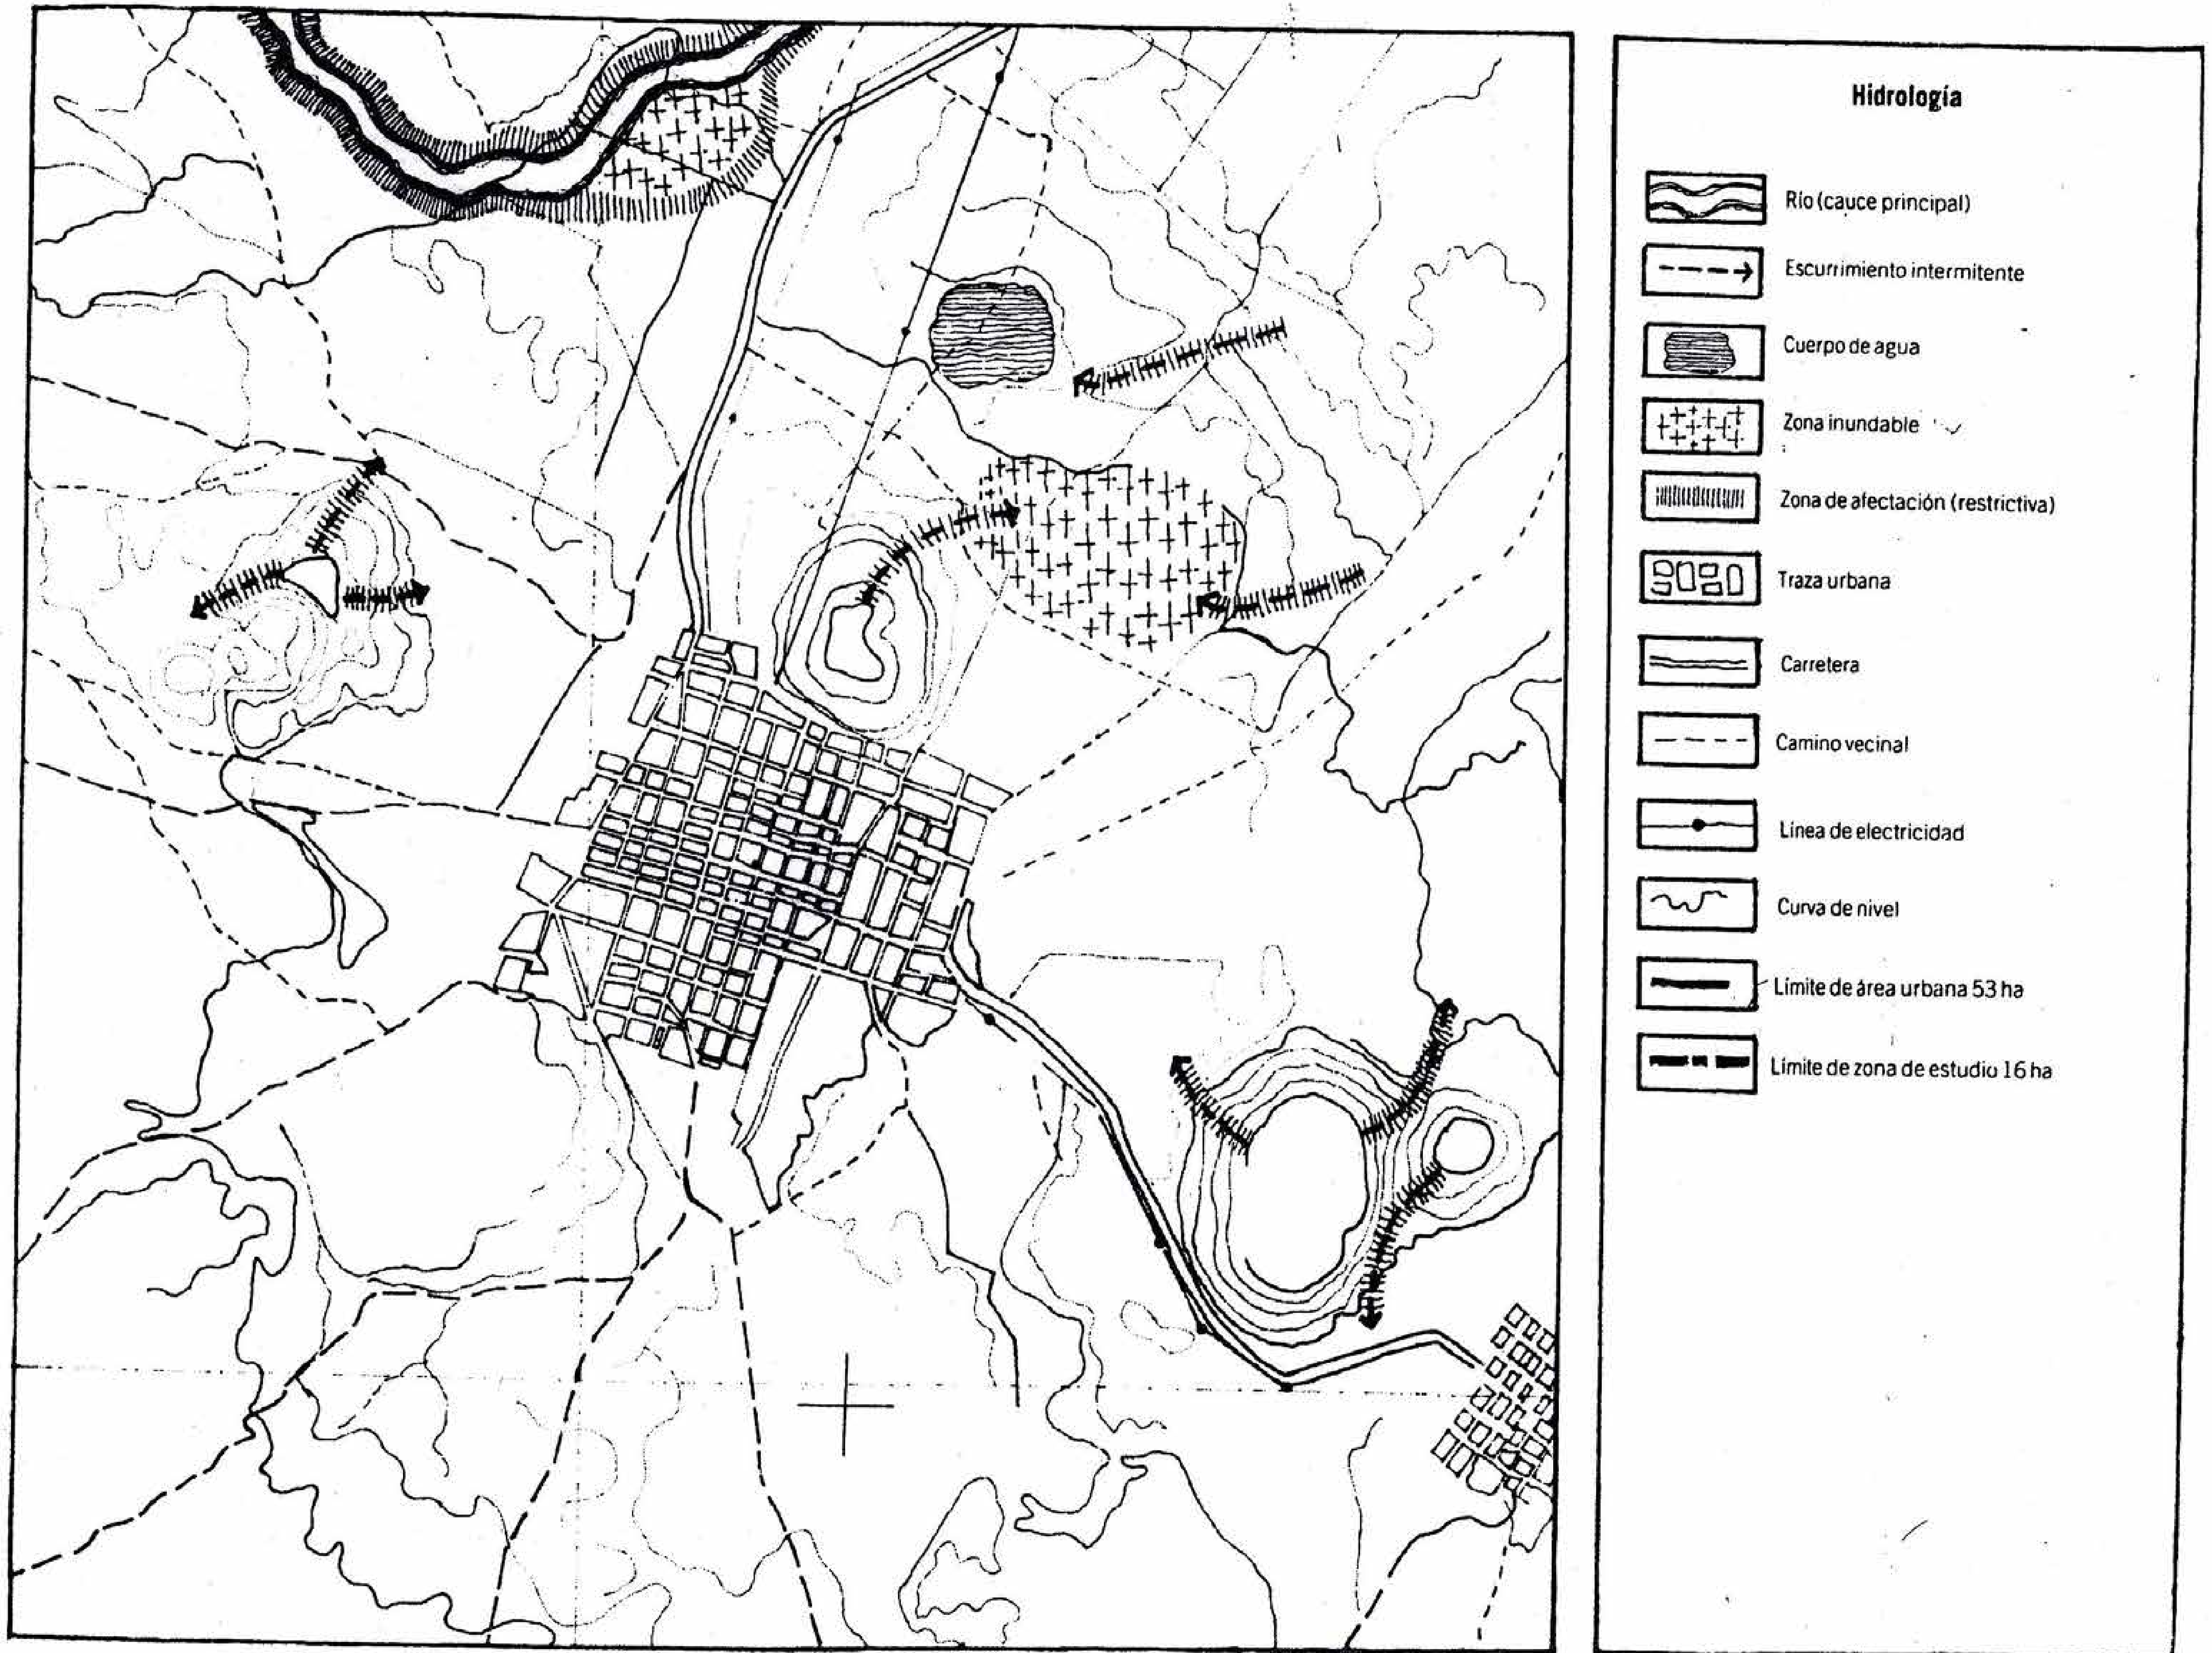 Hidrología
Río (cauce principal)
Escurrimiento intermitente
Cuerpo de agua
Zona inundable
Zona de afectación (restrictiva)
Traza urbana
Carretera
Camino vecinal
Línea de electricidad
Curva de nivel
Límite de área urbana 53 ha
Límite de zona de estudio 16 ha